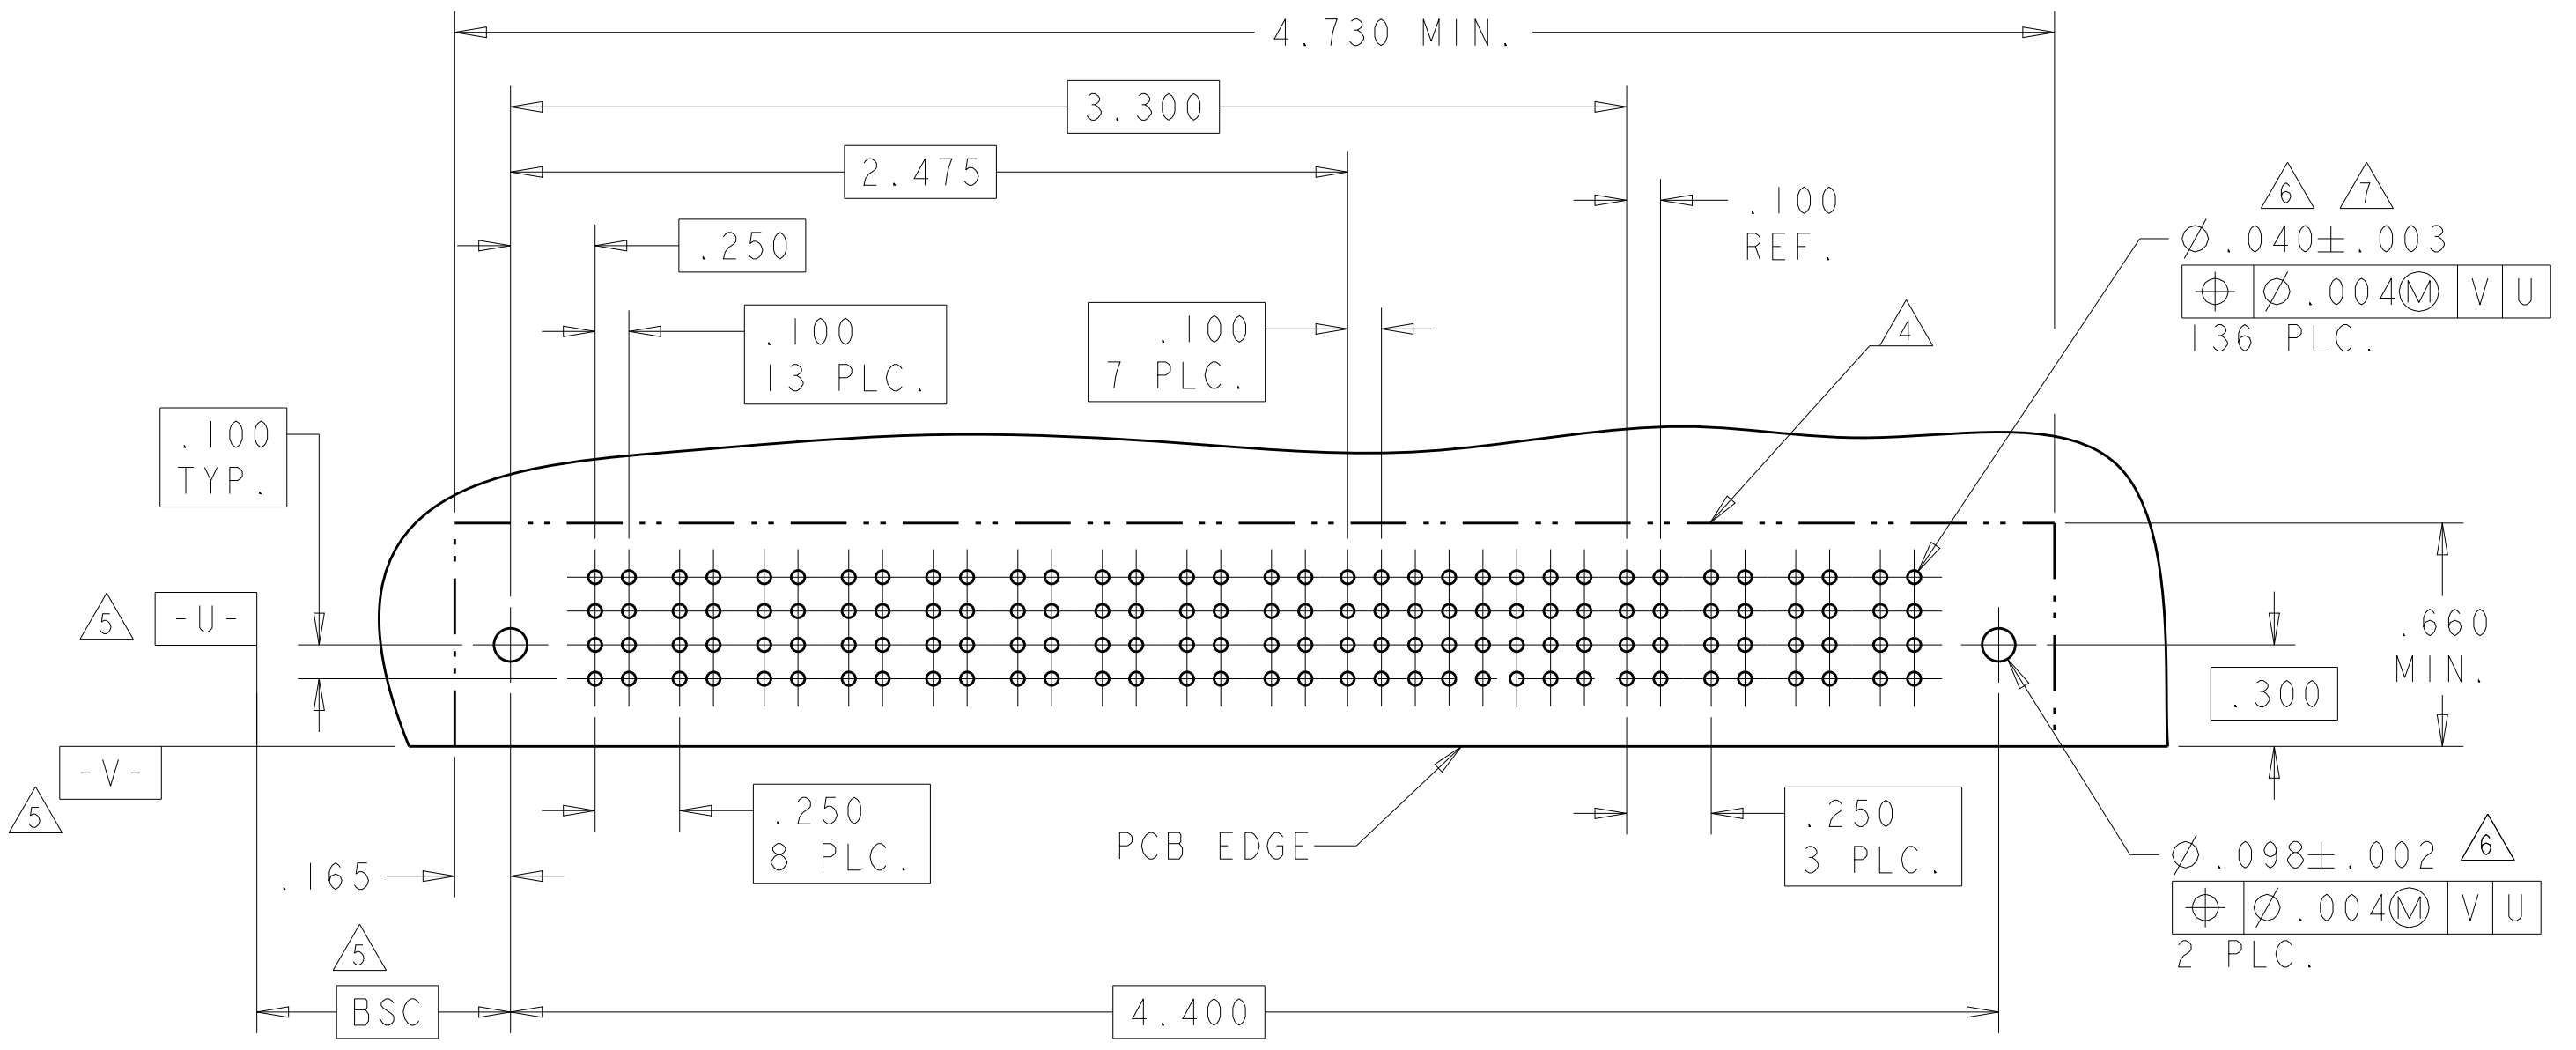 4.730 MIN.
3.300
2.475
.100
REF.
6
7
.250
Ø.040±.003
⌖ Ø.004Ⓜ V U
136 PLC.
.100
13 PLC.
.100
7 PLC.
4
.100
TYP.
5
-U-
.660
MIN.
.300
-V-
5
.250
8 PLC.
PCB EDGE
.250
3 PLC.
.165
Ø.098±.002
6
⌖ Ø.004Ⓜ V U
2 PLC.
5
BSC
4.400